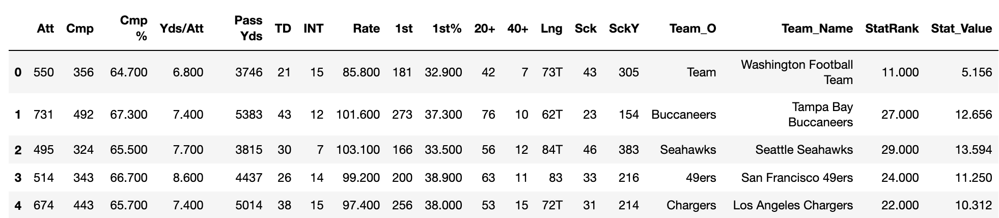 Att Cmp Cmp % Yds/Att Pass Yds TD INT Rate 1st 1st% 20+ 40+ Lng Sck SckY Team_O Team_Name StatRank Stat_Value
0 550 356 64.700 6.800 3746 21 15 85.800 181 32.900 42 7 73T 43 305 Team Washington Football Team 11.000 5.156
1 731 492 67.300 7.400 5383 43 12 101.600 273 37.300 76 10 62T 23 154 Buccaneers Tampa Bay Buccaneers 27.000 12.656
2 495 324 65.500 7.700 3815 30 7 103.100 166 33.500 56 12 84T 46 383 Seahawks Seattle Seahawks 29.000 13.594
3 514 343 66.700 8.600 4437 26 14 99.200 200 38.900 63 11 83 33 216 49ers San Francisco 49ers 24.000 11.250
4 674 443 65.700 7.400 5014 38 15 97.400 256 38.000 53 15 72T 31 214 Chargers Los Angeles Chargers 22.000 10.312